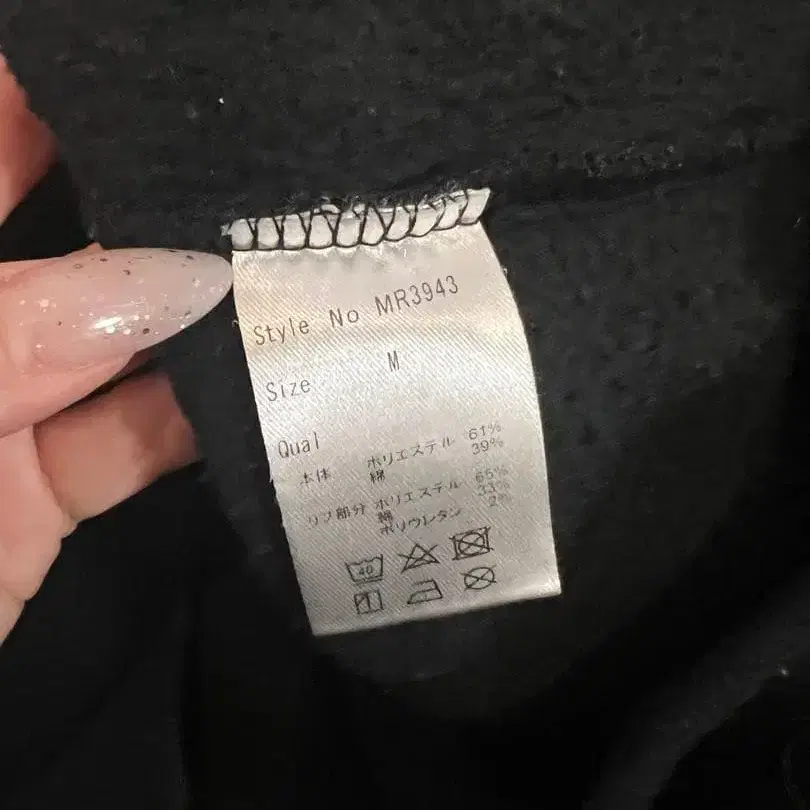 Style No MR3943
Size M
Qual
本体 ポリエステル 61%
綿 39%
リブ部分 ポリエステル 65%
綿 33%
ポリウレタン 2%
40